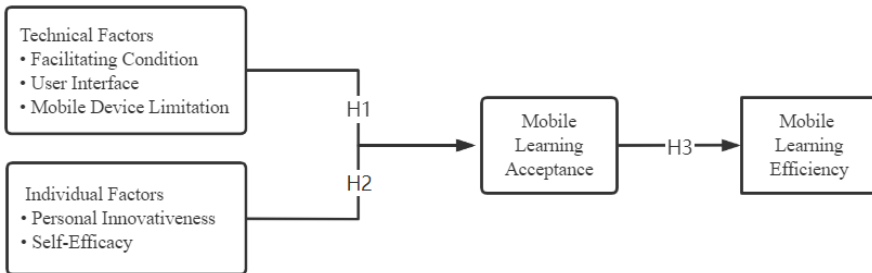 Technical Factors
• Facilitating Condition
• User Interface
• Mobile Device Limitation
H1
H2
Individual Factors
• Personal Innovativeness
• Self-Efficacy
Mobile
Learning
Acceptance
H3
Mobile
Learning
Efficiency